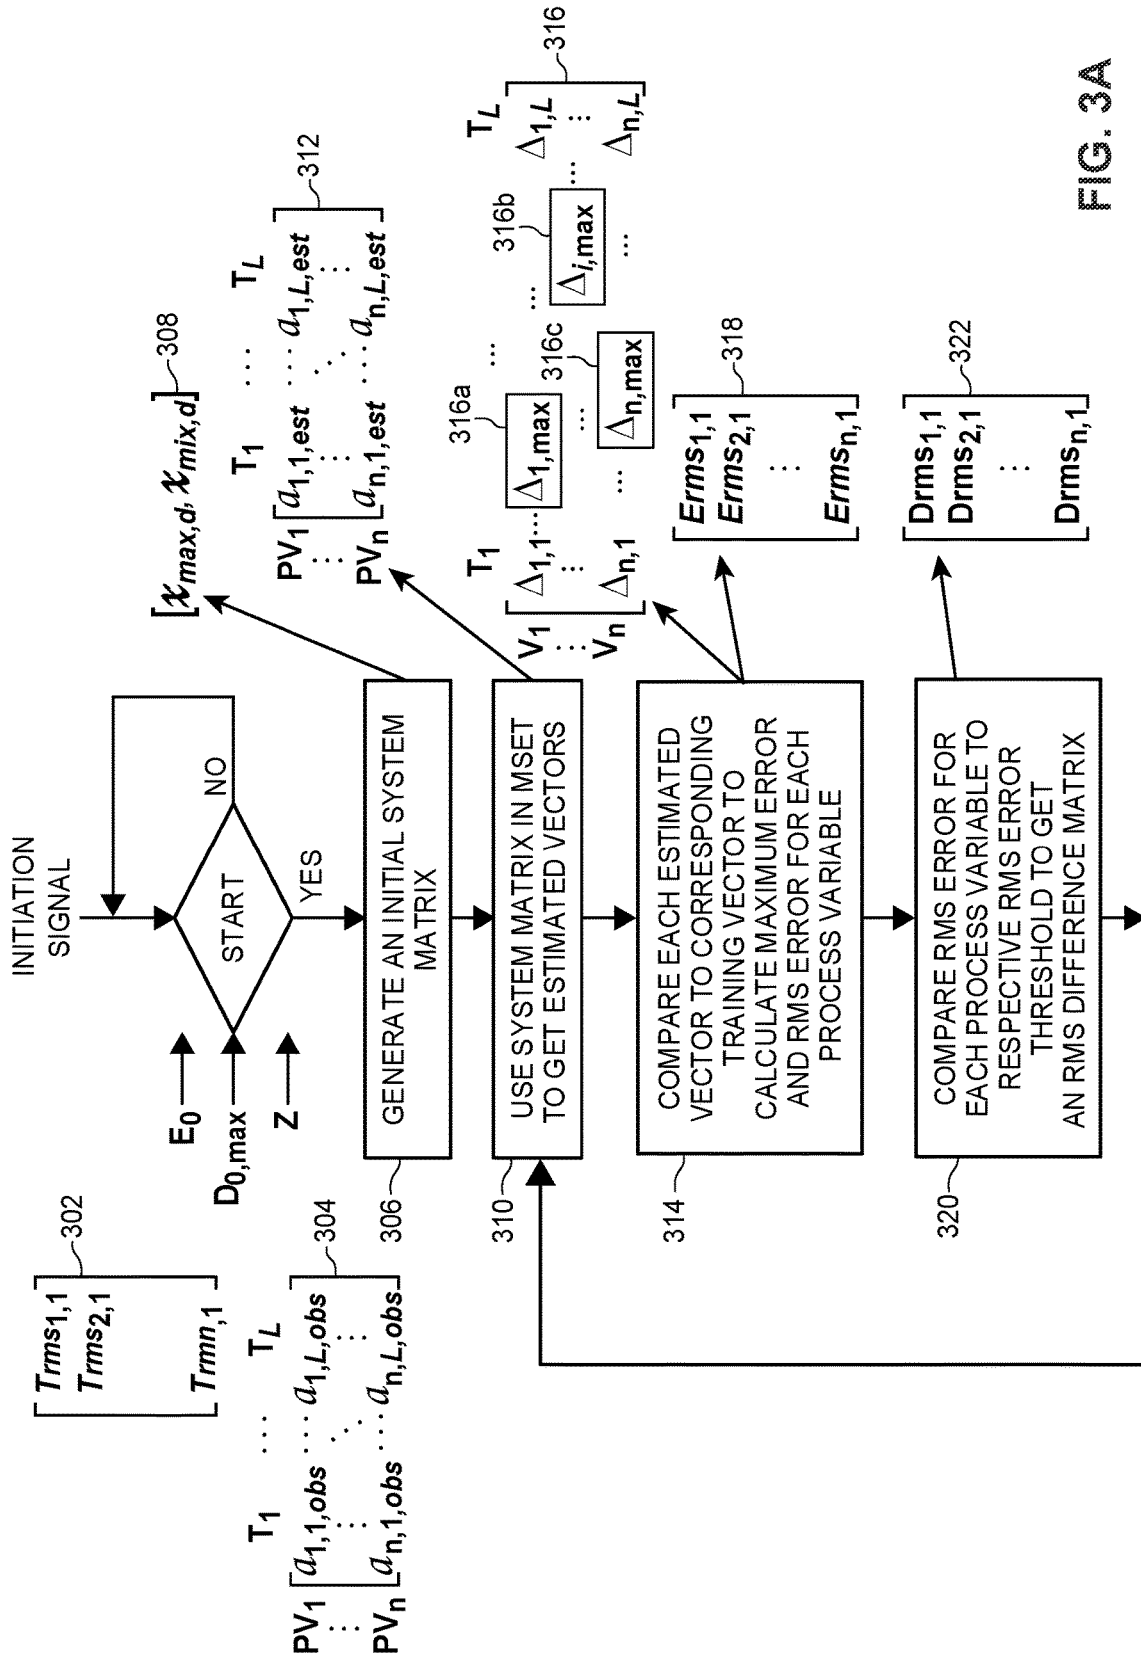 INITIATION
SIGNAL
START
NO
YES
E0
D0,max
Z
302
Trms1,1
Trms2,1
Trmn,1
304
T1 ... TL
PV1 a1,1,obs ... a1,L,obs
PVn an,1,obs ... an,L,obs
306
GENERATE AN INITIAL SYSTEM
MATRIX
308
[xmax,d, xmix,d]
310
USE SYSTEM MATRIX IN MSET
TO GET ESTIMATED VECTORS
312
T1 ... TL
PV1 a1,1,est ... a1,L,est
PVn an,1,est ... an,L,est
314
COMPARE EACH ESTIMATED
VECTOR TO CORRESPONDING
TRAINING VECTOR TO
CALCULATE MAXIMUM ERROR
AND RMS ERROR FOR EACH
PROCESS VARIABLE
316
316a
316b
316c
T1 ... TL
V1 Δ1,1 ... Δ1,max ... Δ1,L
Δi,max
Vn Δn,1 ... Δn,max ... Δn,L
318
Erms1,1
Erms2,1
Ermsn,1
320
COMPARE RMS ERROR FOR
EACH PROCESS VARIABLE TO
RESPECTIVE RMS ERROR
THRESHOLD TO GET
AN RMS DIFFERENCE MATRIX
322
Drms1,1
Drms2,1
Drmsn,1
FIG. 3A